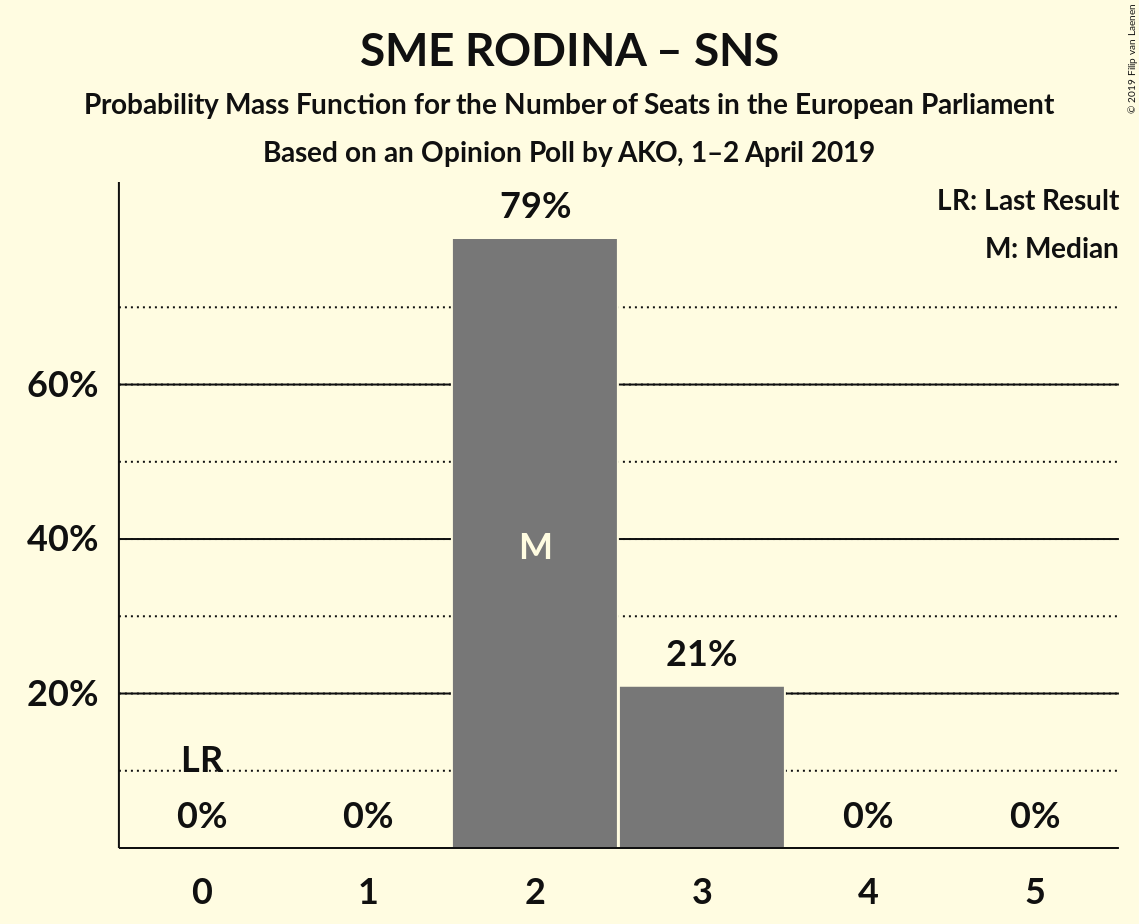 SME RODINA – SNS
Probability Mass Function for the Number of Seats in the European Parliament
Based on an Opinion Poll by AKO, 1–2 April 2019
© 2019 Filip van Laenen
LR: Last Result
M: Median
79%
60%
40%
M
21%
20%
LR
0%
0%
0%
0%
0
1
2
3
4
5